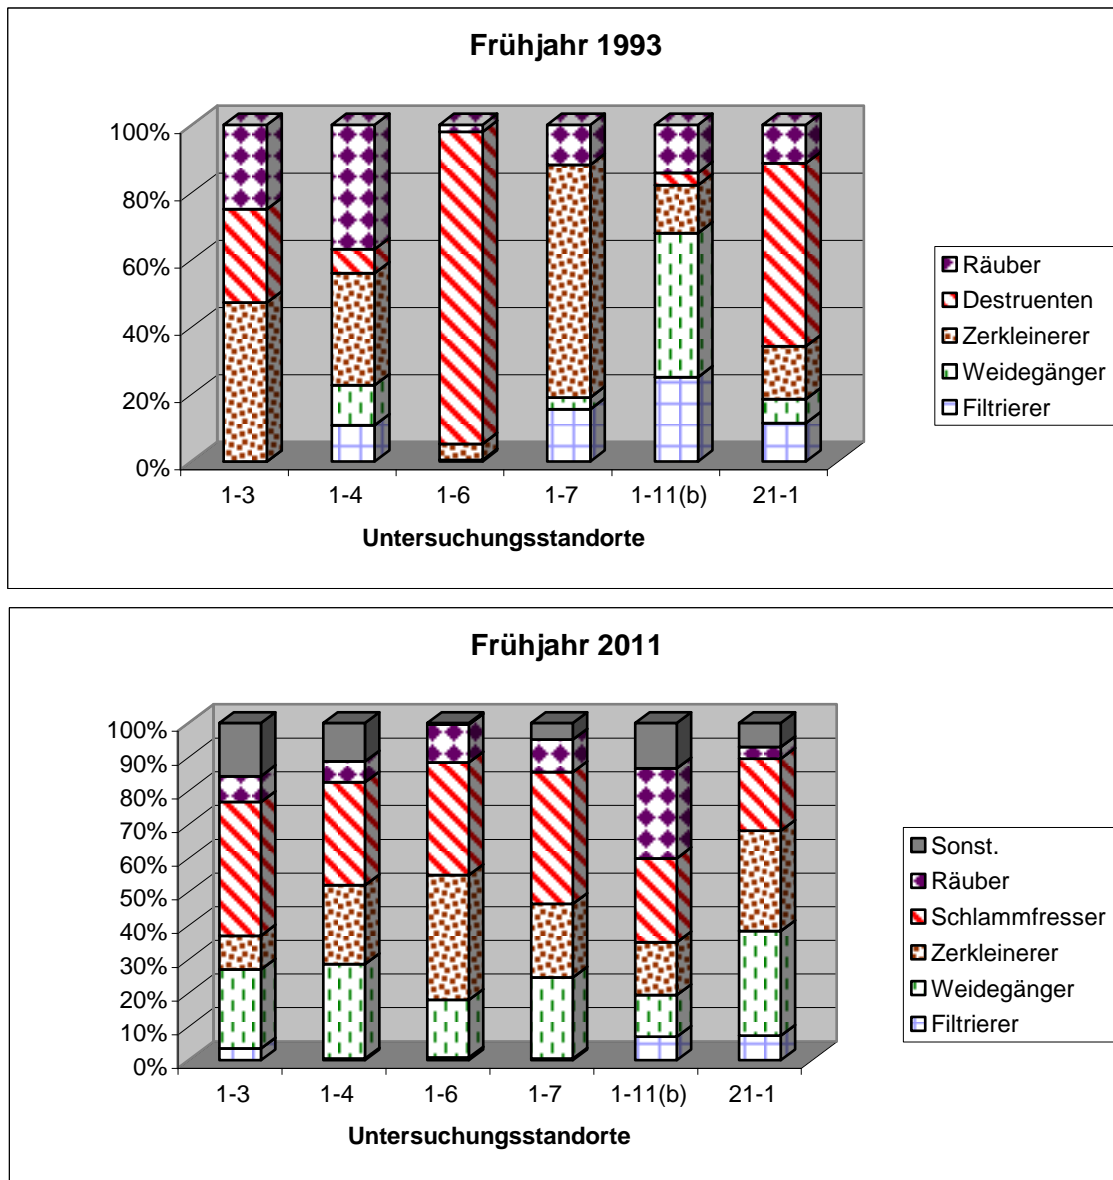 Frühjahr 1993
100%
80%
60%
40%
20%
0%
1-3 1-4 1-6 1-7 1-11(b) 21-1
Untersuchungsstandorte
Räuber
Destruenten
Zerkleinerer
Weidegänger
Filtrierer
Frühjahr 2011
100%
90%
80%
70%
60%
50%
40%
30%
20%
10%
0%
1-3 1-4 1-6 1-7 1-11(b) 21-1
Untersuchungsstandorte
Sonst.
Räuber
Schlammfresser
Zerkleinerer
Weidegänger
Filtrierer